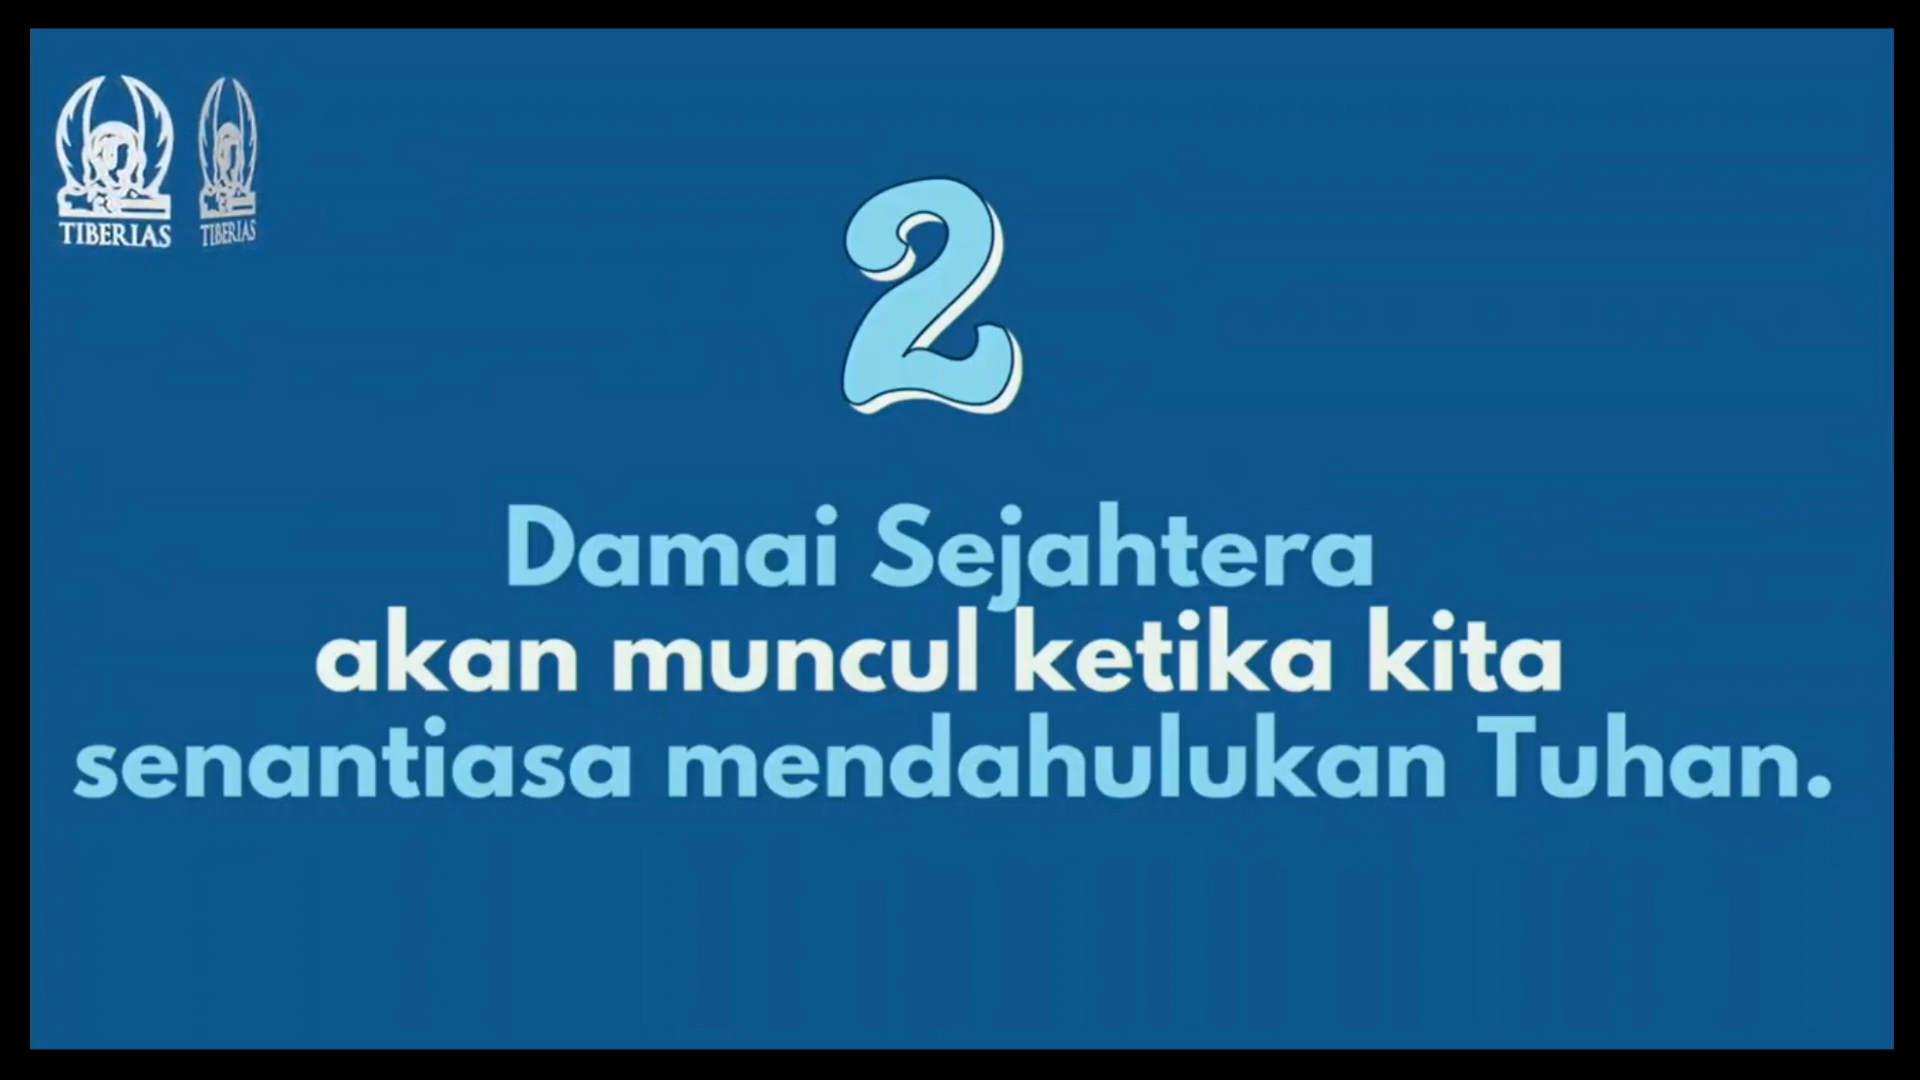 TIBERIAS TIBERIAS
2
Damai Sejahtera
akan muncul ketika kita
senantiasa mendahulukan Tuhan.